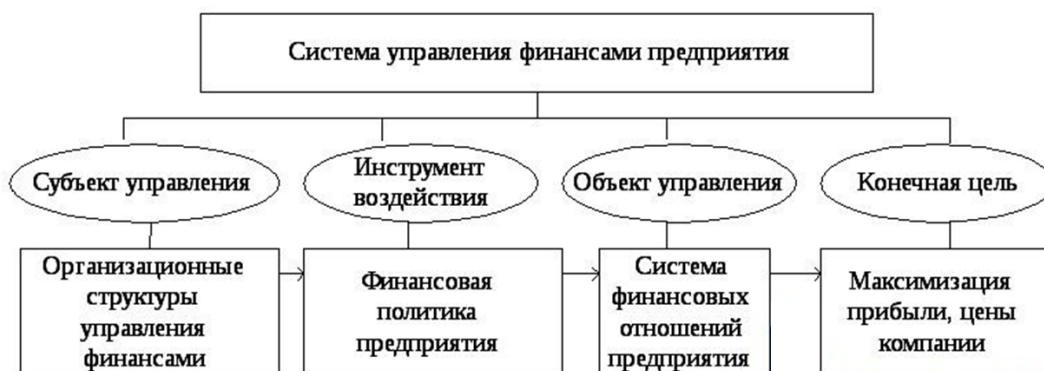 Система управления финансами предприятия
Субъект управления
Инструмент
воздействия
Объект управления
Конечная цель
Организационные
структуры
управления
финансами
Финансовая
политика
предприятия
Система
финансовых
отношений
предприятия
Максимизация
прибыли, цены
компании